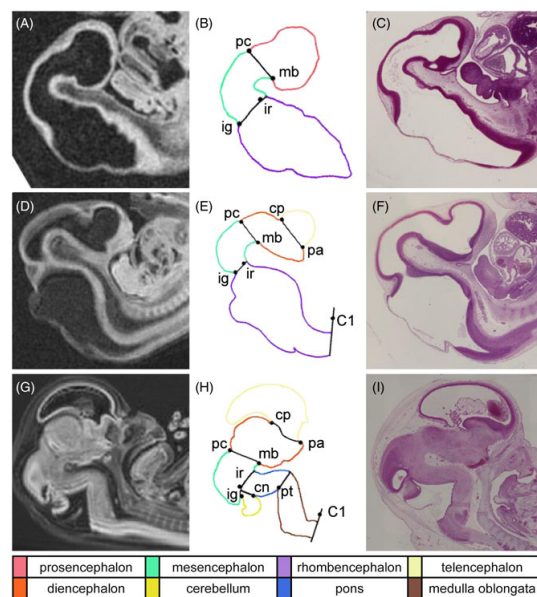 (A)
(B)
(C)
pc
mb
ir
ig
(D)
(E)
(F)
cp
pc
mb
pa
ig
ir
C1
(G)
(H)
(I)
cp
pc
pa
mb
ir
ig
cn
pt
C1
prosencephalon
mesencephalon
rhombencephalon
telencephalon
diencephalon
cerebellum
pons
medulla oblongata